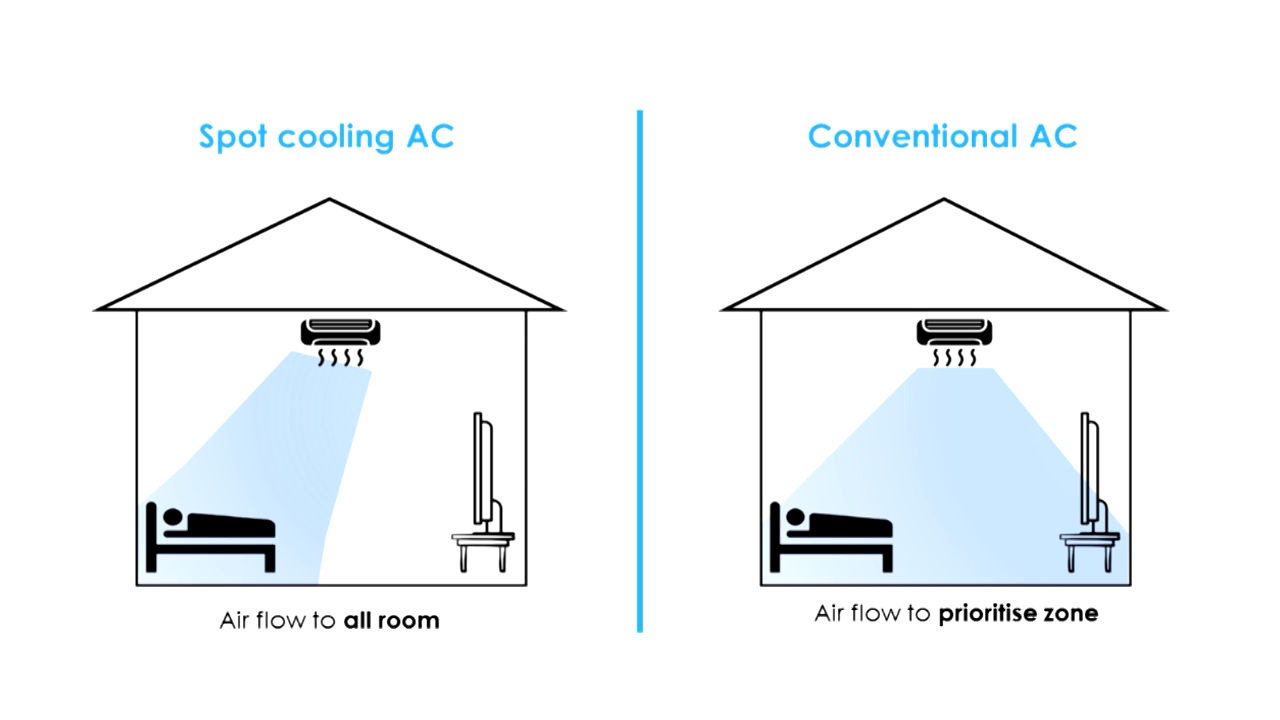 Spot cooling AC
Conventional AC
Air flow to all room
Air flow to prioritise zone